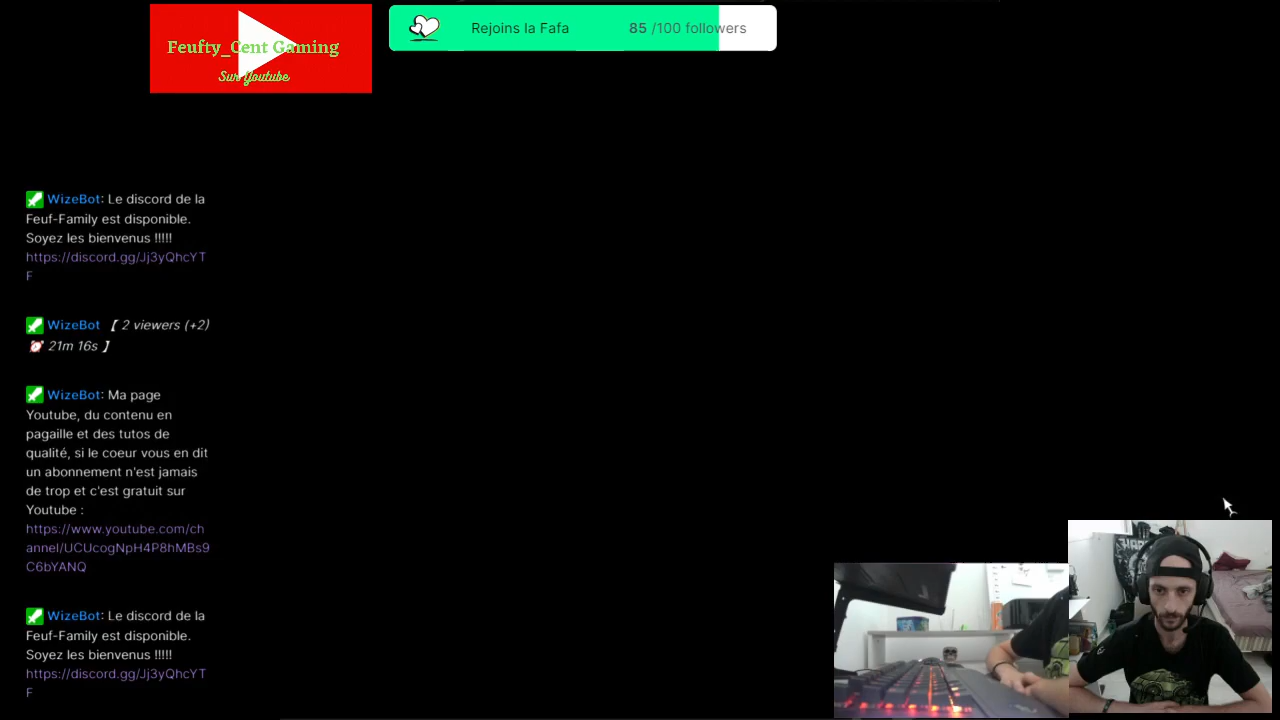 Feufty_Cent Gaming
Sur Youtube
Rejoins la Fafa 85 /100 followers
WizeBot: Le discord de la
Feuf-Family est disponible.
Soyez les bienvenus !!!!!
https://discord.gg/Jj3yQhcYT
F
WizeBot 【 2 viewers (+2)
⏰ 21m 16s 】
WizeBot: Ma page
Youtube, du contenu en
pagaille et des tutos de
qualité, si le coeur vous en dit
un abonnement n'est jamais
de trop et c'est gratuit sur
Youtube :
https://www.youtube.com/ch
annel/UCUcogNpH4P8hMBs9
C6bYANQ
WizeBot: Le discord de la
Feuf-Family est disponible.
Soyez les bienvenus !!!!!
https://discord.gg/Jj3yQhcYT
F